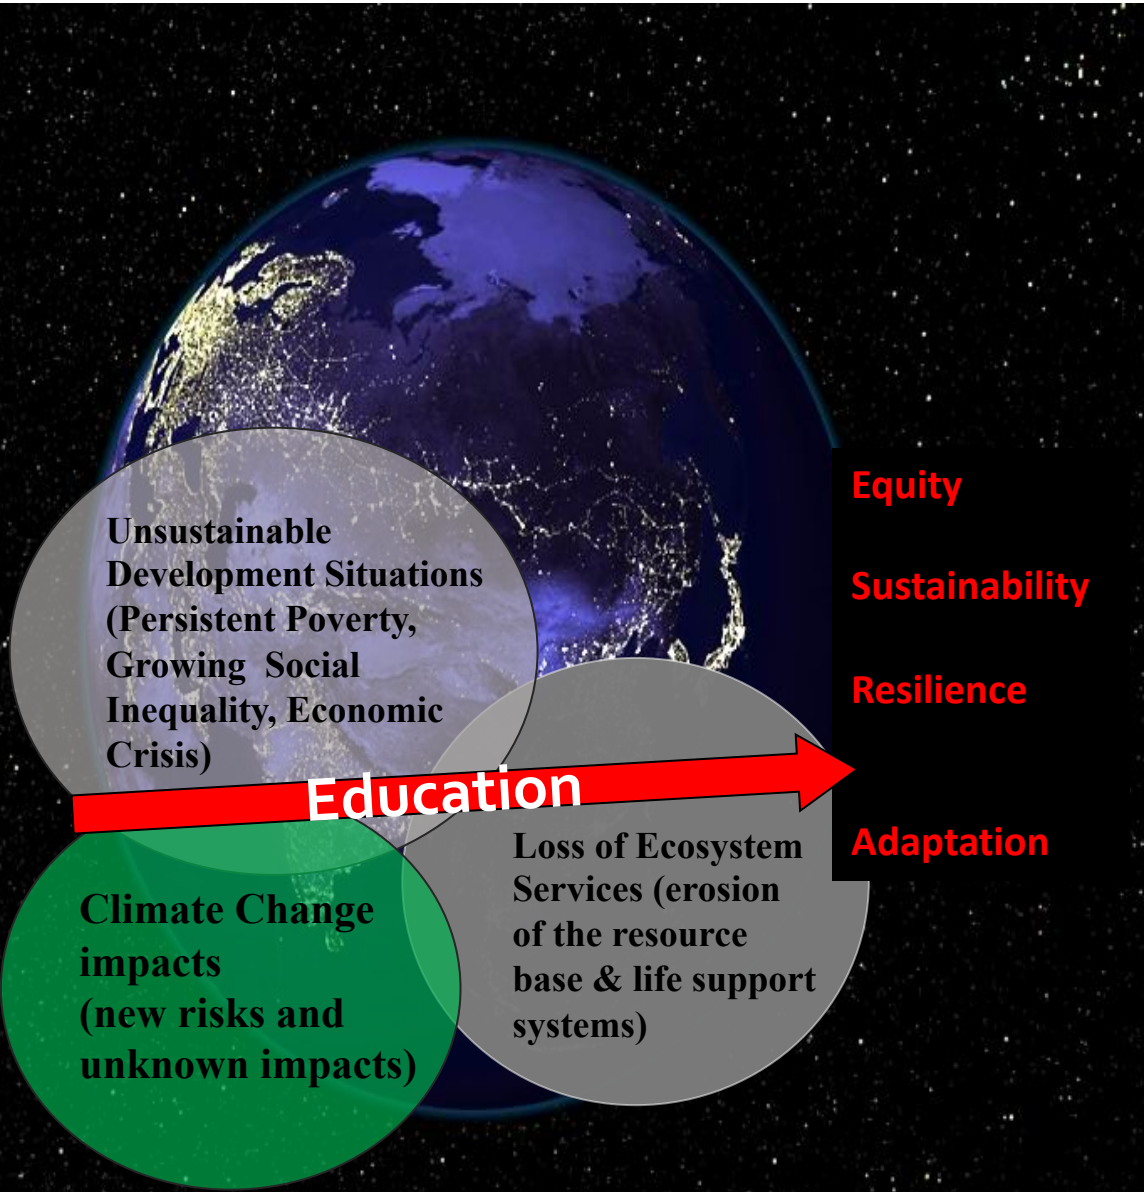 Unsustainable
Development Situations
(Persistent Poverty,
Growing  Social
Inequality, Economic
Crisis)
Education
Climate Change
impacts
(new risks and
unknown impacts)
Loss of Ecosystem
Services (erosion
of the resource
base & life support
systems)
Equity
Sustainability
Resilience
Adaptation